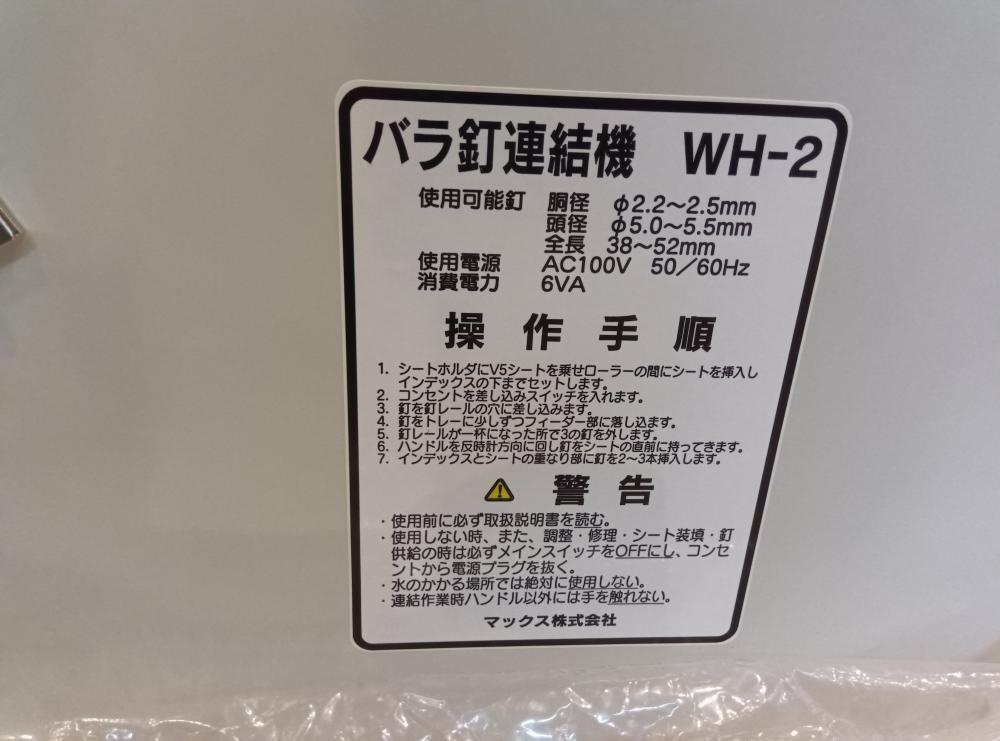 バラ釘連結機 WH-2
使用可能釘 胴径 φ2.2～2.5mm
頭径 φ5.0～5.5mm
全長 38～52mm
使用電源 AC100V 50／60Hz
消費電力 6VA
操作手順
1. シートホルダにV5シートを乗せローラーの間にシートを挿入し
インデックスの下までセットします。
2. コンセントを差し込みスイッチを入れます。
3. 釘を釘レールの穴に差し込みます。
4. 釘をトレーに少しずつフィーダー部に落し込ます。
5. 釘レールが一杯になった所で3の釘を外します。
6. ハンドルを反時計方向に回し釘をシートの直前に持ってきます。
7. インデックスとシートの重なり部に釘を2～3本挿入します。
警告
・使用前に必ず取扱説明書を読む。
・使用しない時、また、調整・修理・シート装填・釘
供給の時は必ずメインスイッチをOFFにし、コンセ
ントから電源プラグを抜く。
・水のかかる場所では絶対に使用しない。
・連結作業時ハンドル以外には手を触れない。
マックス株式会社